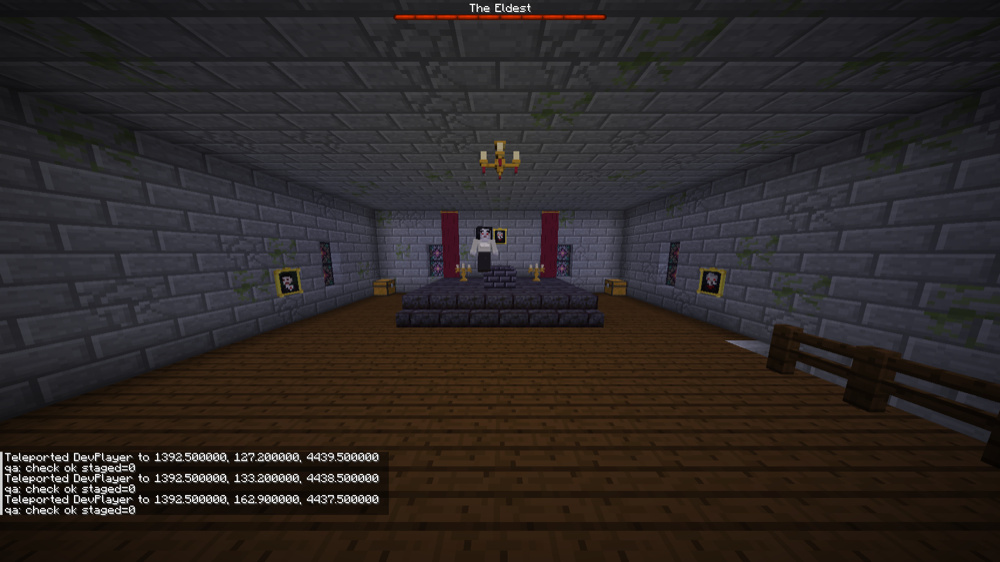 The Eldest
Teleported DevPlayer to 1392.500000, 127.200000, 4439.500000
qa: check ok staged=0
Teleported DevPlayer to 1392.500000, 133.200000, 4438.500000
qa: check ok staged=0
Teleported DevPlayer to 1392.500000, 162.900000, 4437.500000
qa: check ok staged=0